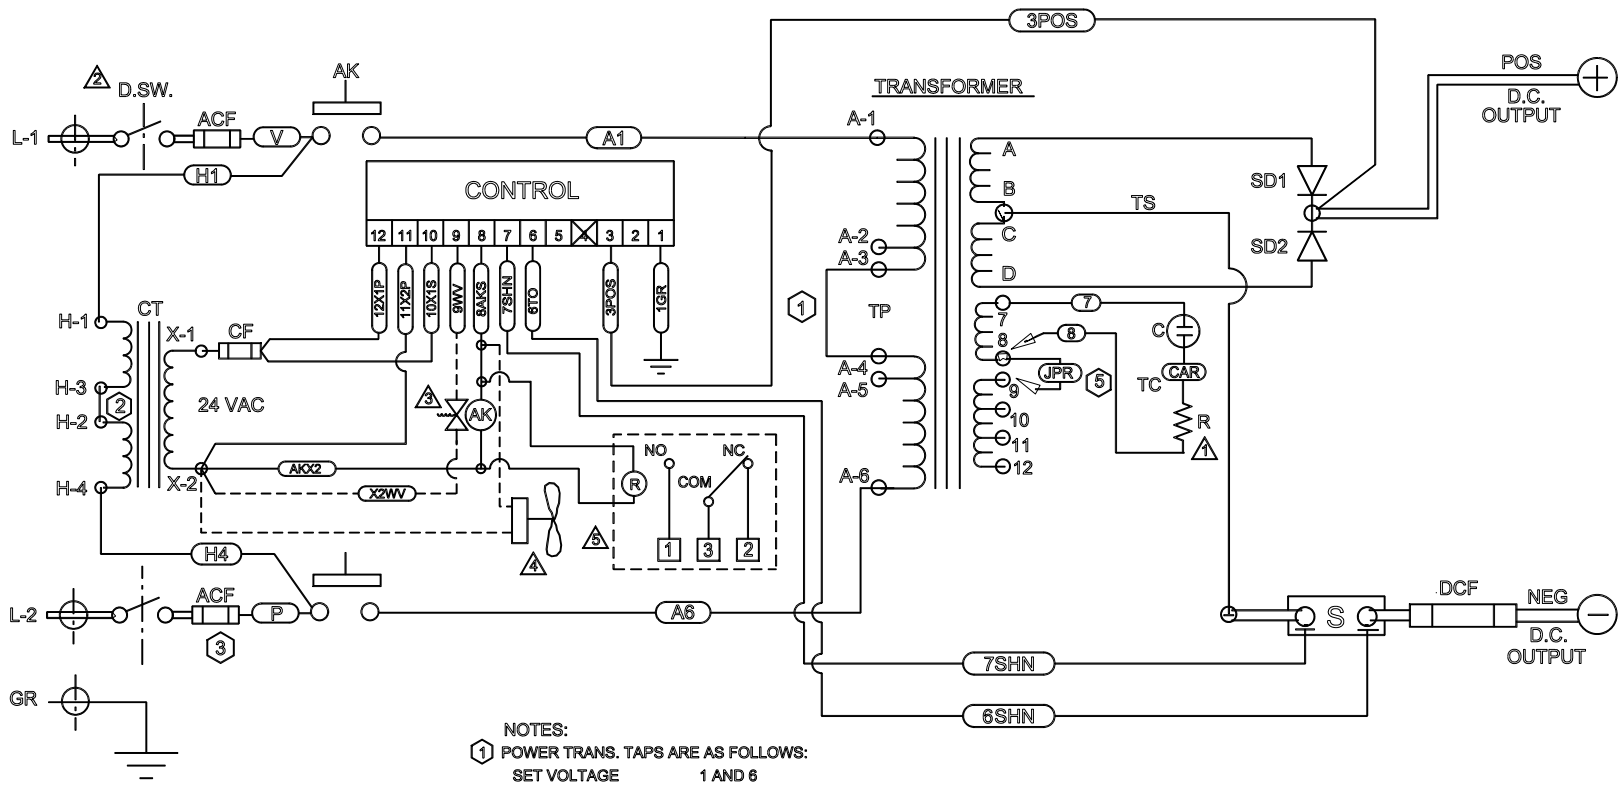 3POS
AK
2
D.SW.
TRANSFORMER
POS
D.C.
OUTPUT
+
L-1
ACF
V
A1
A-1
H1
CONTROL
A
B
SD1
TS
12 11 10 9 8 7 6 5 4 3 2 1
A-2
A-3
C
D
SD2
12X1P
11X2P
10X1S
9WV
8AKS
7SHN
6TO
3POS
1GR
1
TP
CT
H-1
X-1
CF
7
7
8
8
C
A-4
A-5
JPR
5
TC
CAR
H-3
2
H-2
24 VAC
3
AK
9
10
11
12
R
1
NO
NC
COM
R
AKX2
X2WV
X-2
H-4
A-6
5
4
1
3
2
H4
L-2
ACF
P
3
A6
S
DCF
NEG
D.C.
OUTPUT
−
7SHN
GR
6SHN
NOTES:
1 POWER TRANS. TAPS ARE AS FOLLOWS:
SET VOLTAGE 1 AND 6